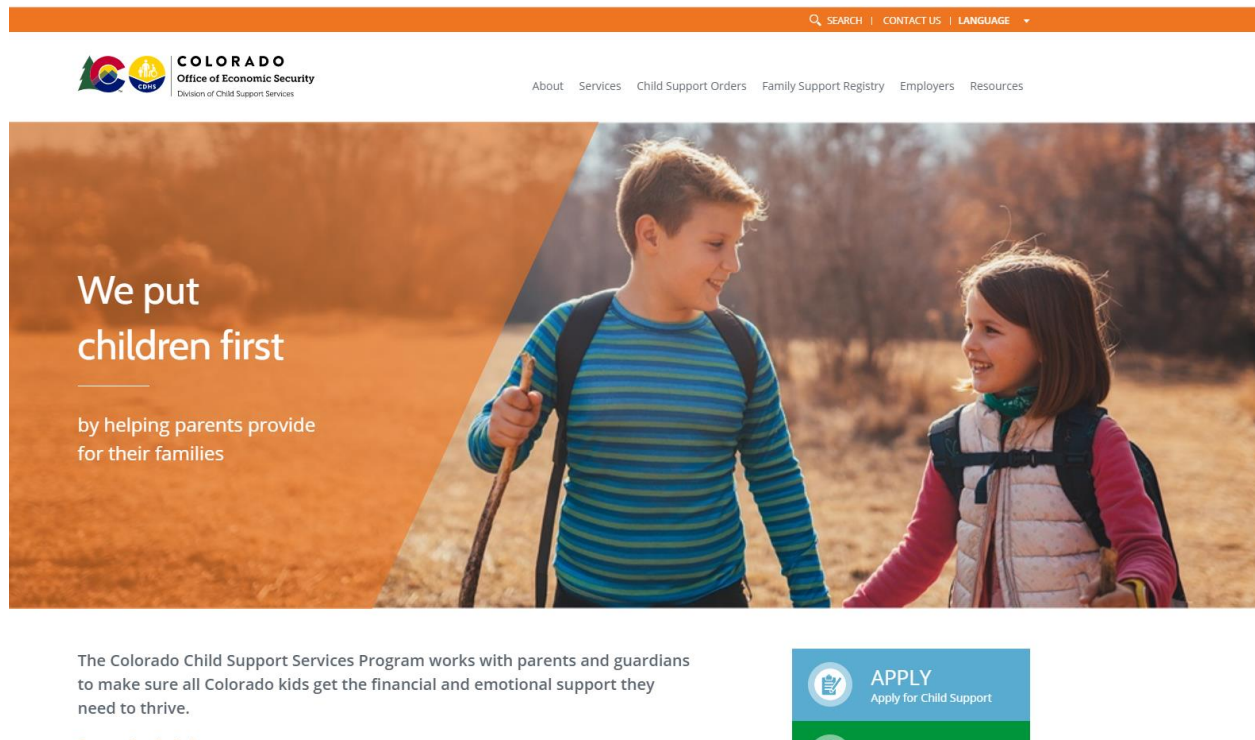 SEARCH | CONTACT US | LANGUAGE
COLORADO
Office of Economic Security
Division of Child Support Services
CDHS
About Services Child Support Orders Family Support Registry Employers Resources
We put
children first
by helping parents provide
for their families
The Colorado Child Support Services Program works with parents and guardians
to make sure all Colorado kids get the financial and emotional support they
need to thrive.
APPLY
Apply for Child Support